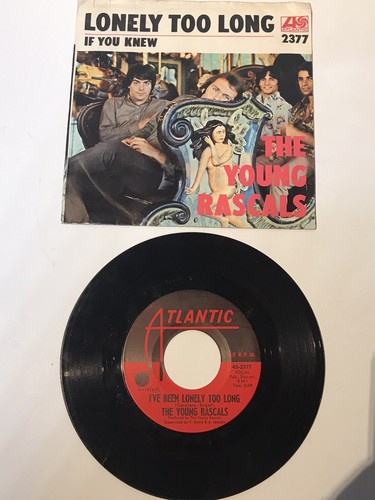 LONELY TOO LONG
IF YOU KNEW
ATLANTIC
2377
THE
YOUNG
RASCALS
ATLANTIC
45-2377
I'VE BEEN LONELY TOO LONG
THE YOUNG RASCALS